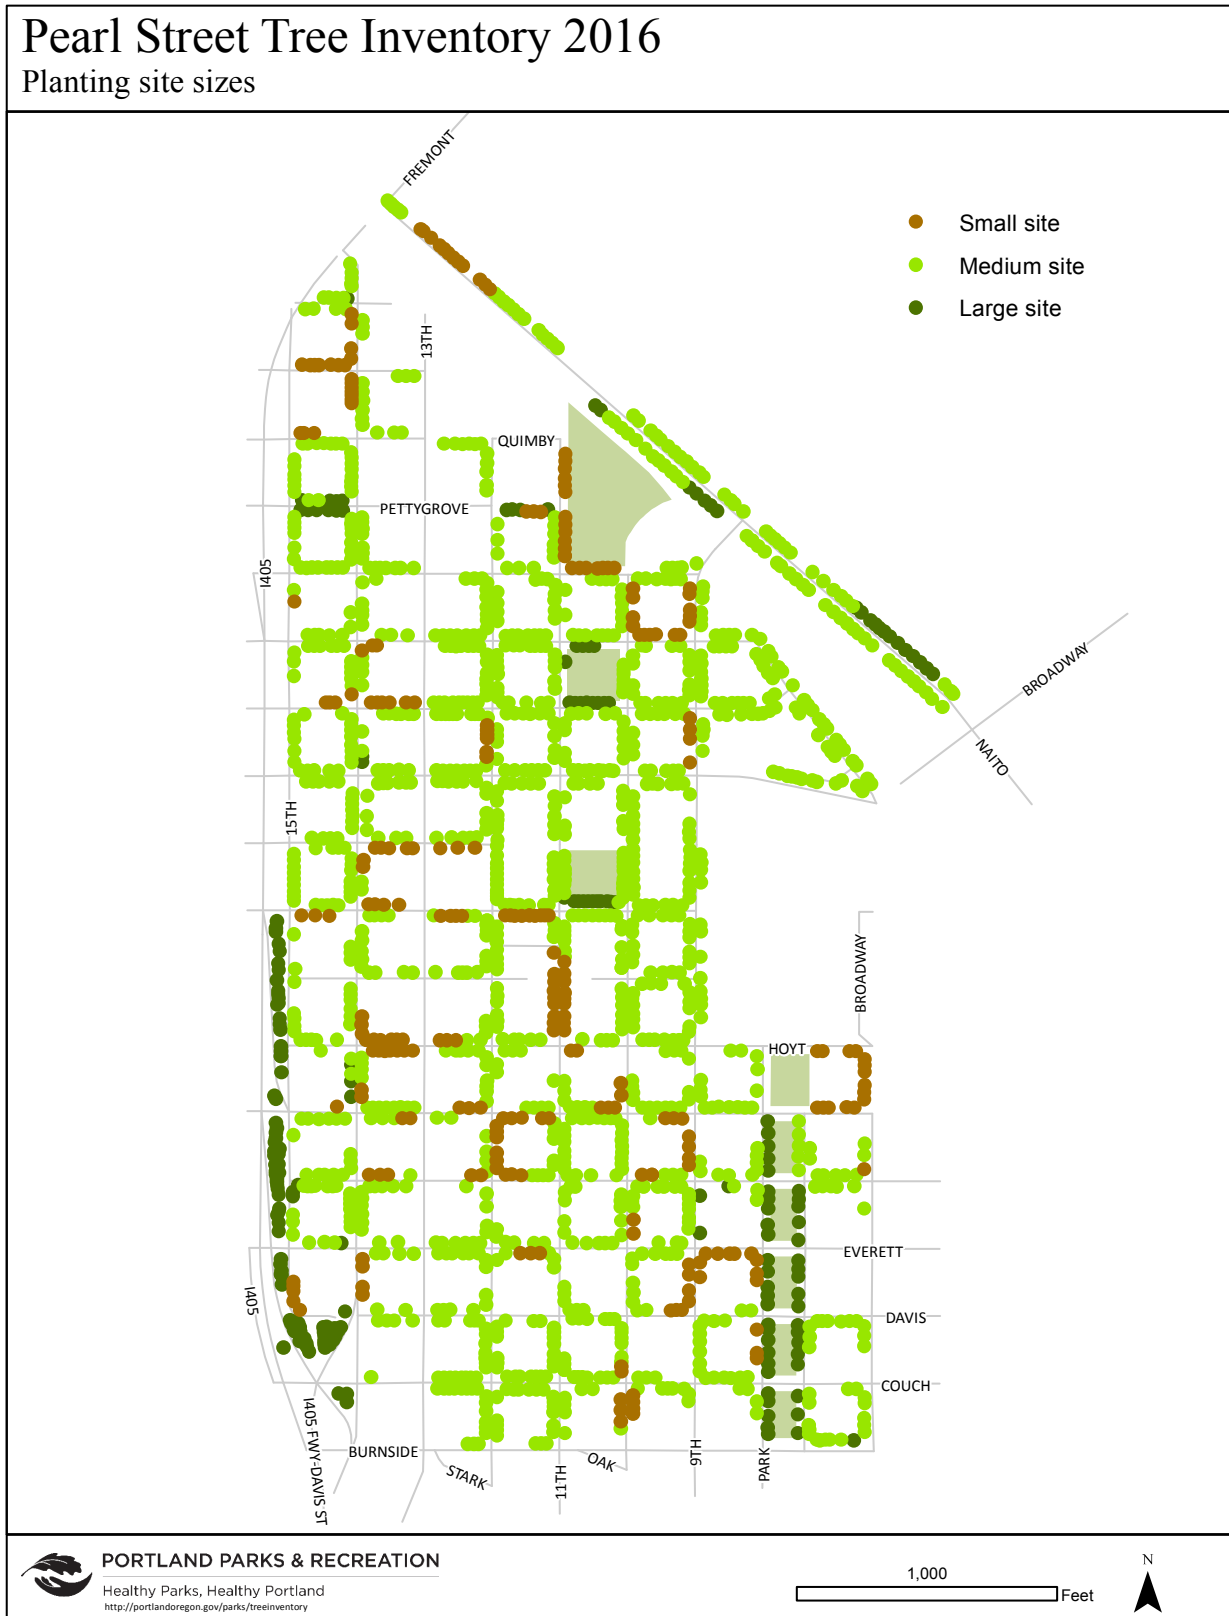 Pearl Street Tree Inventory 2016
Planting site sizes
FREMONT
Small site
Medium site
Large site
13TH
QUIMBY
PETTYGROVE
I405
BROADWAY
NAITO
15TH
BROADWAY
HOYT
EVERETT
I405
DAVIS
COUCH
I405 FWY-DAVIS ST
BURNSIDE
STARK
11TH
OAK
9TH
PARK
PORTLAND PARKS & RECREATION
Healthy Parks, Healthy Portland
http://portlandoregon.gov/parks/treeinventory
1,000
Feet
N